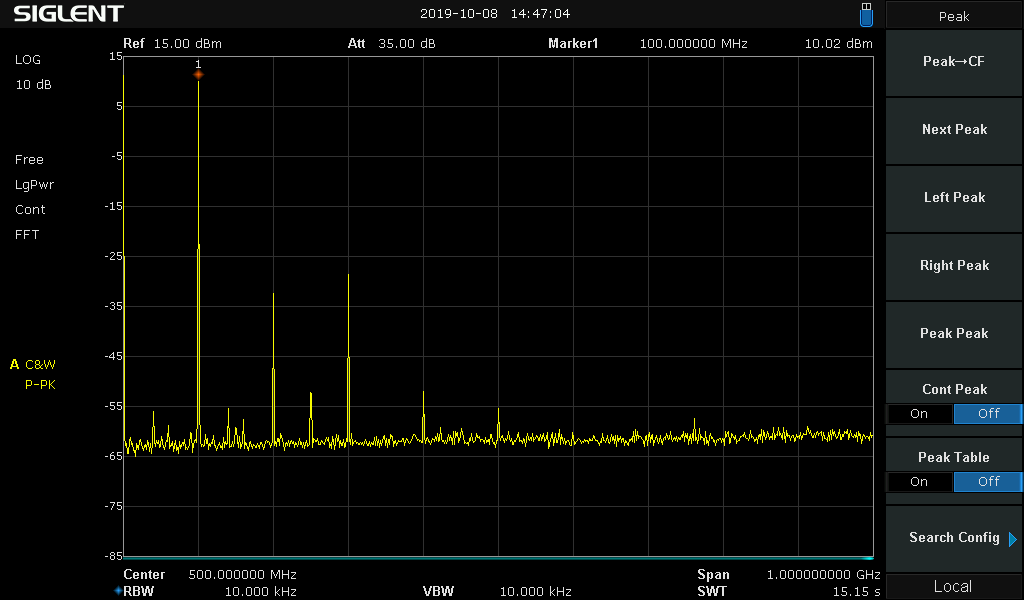 SIGLENT 2019-10-08 14:47:04 Peak
Ref 15.00 dBm Att 35.00 dB Marker1 100.000000 MHz 10.02 dBm
LOG
10 dB
Free
LgPwr
Cont
FFT
A C&W
P-PK
15
5
-5
-15
-25
-35
-45
-55
-65
-75
-85
1
Center 500.000000 MHz Span 1.000000000 GHz
RBW 10.000 kHz VBW 10.000 kHz SWT 15.15 s
Peak→CF
Next Peak
Left Peak
Right Peak
Peak Peak
Cont Peak
On Off
Peak Table
On Off
Search Config
Local